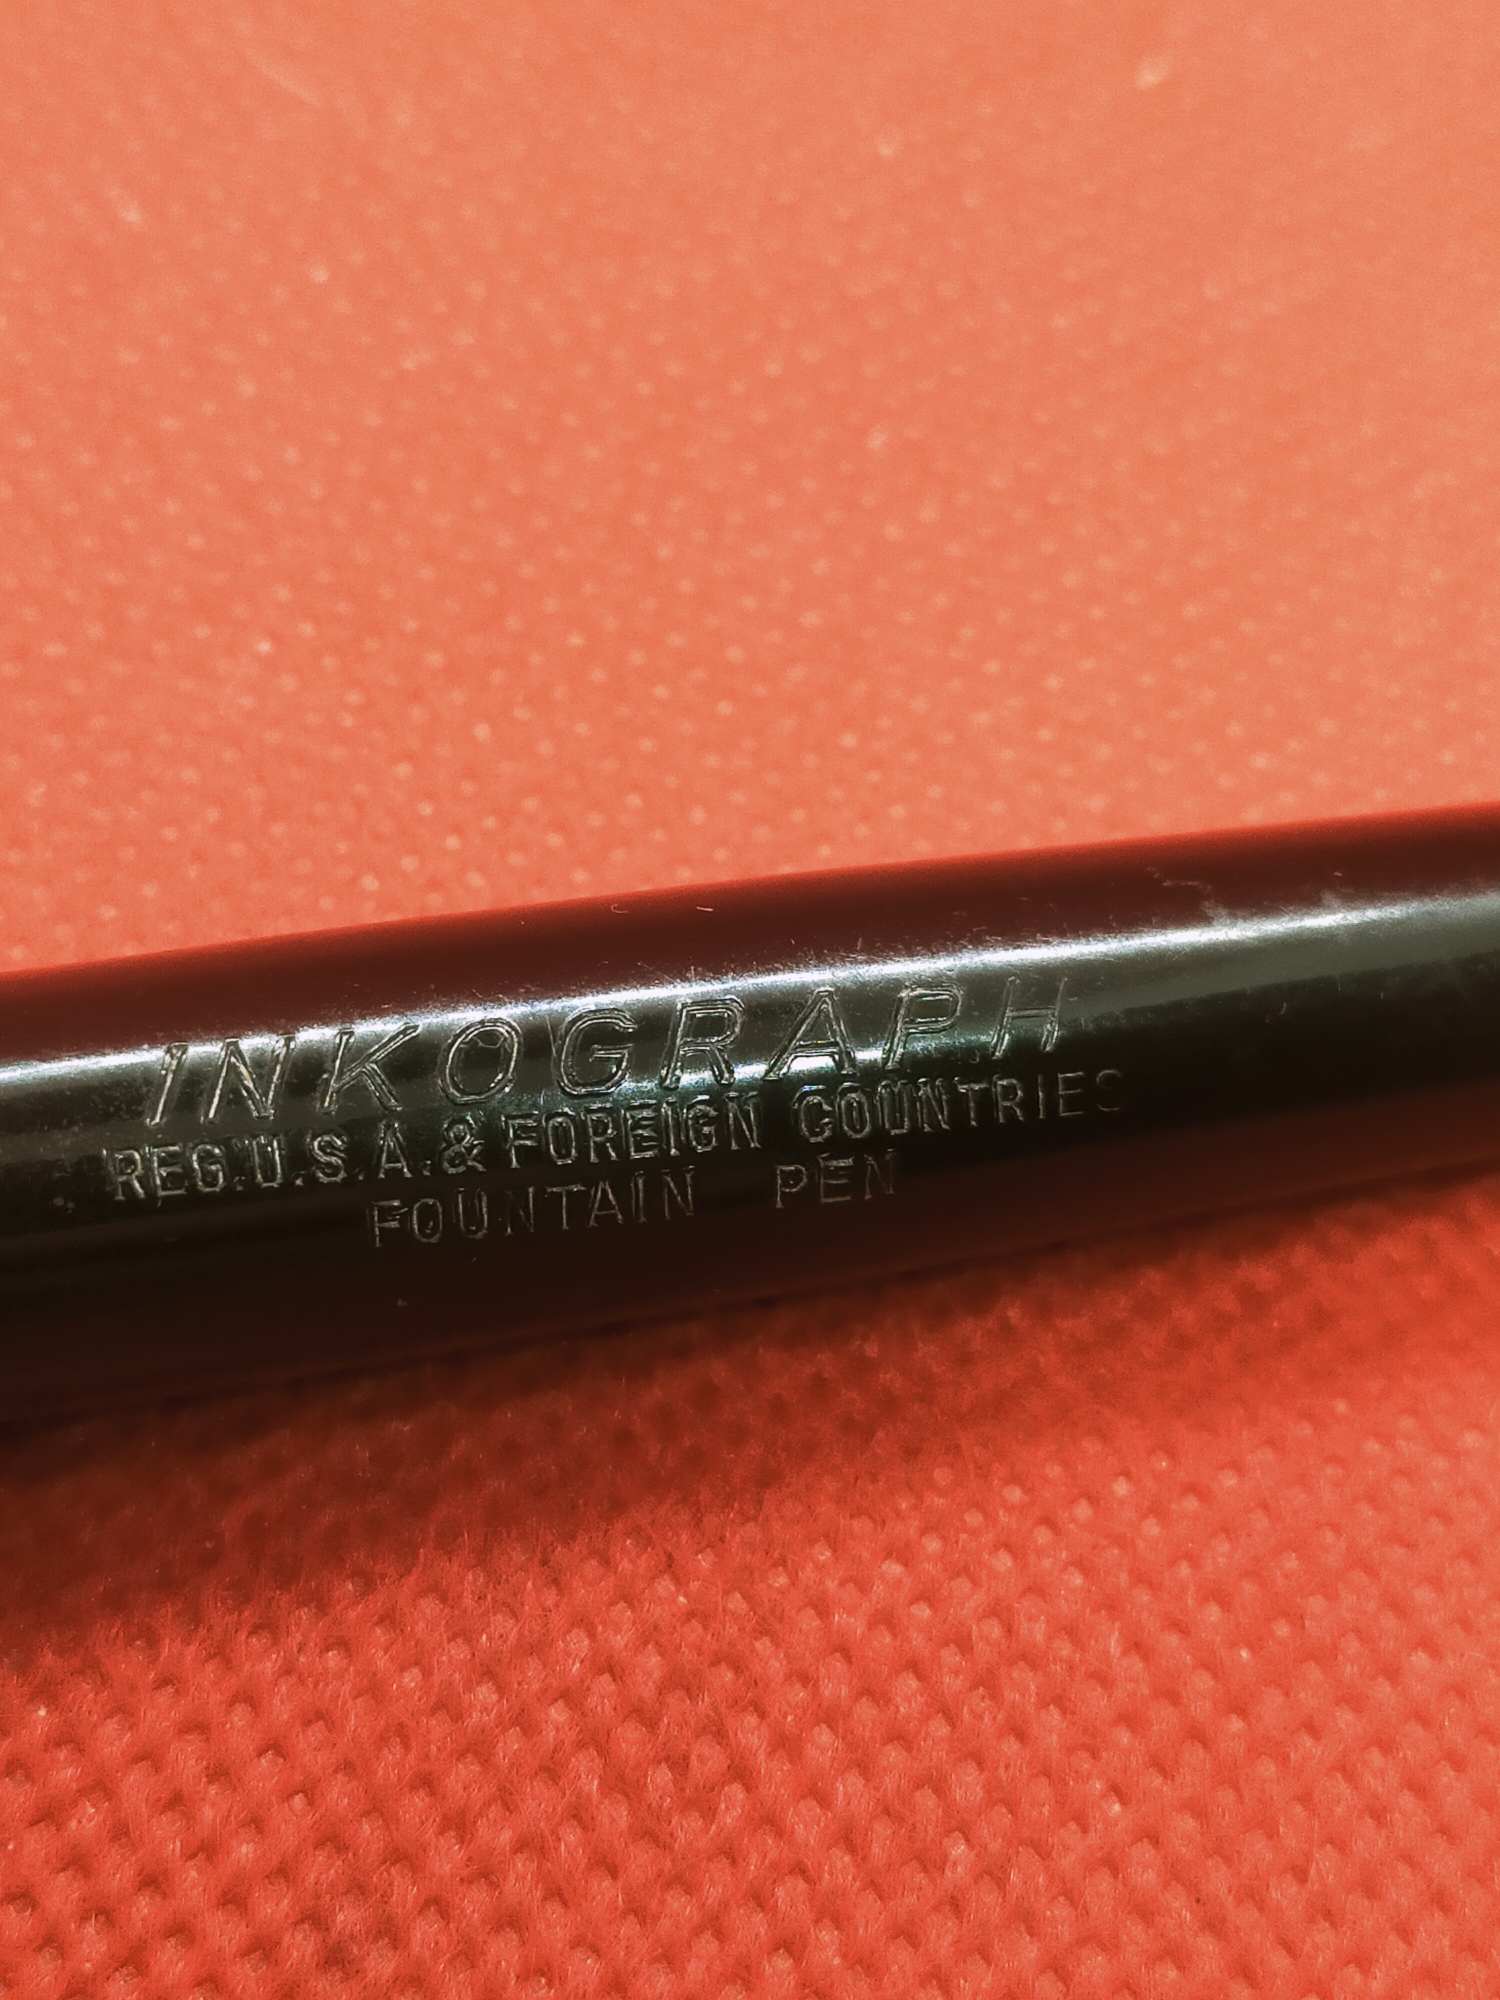 INKOGRAPH
REG.U.S.A.& FOREIGN COUNTRIES
FOUNTAIN PEN